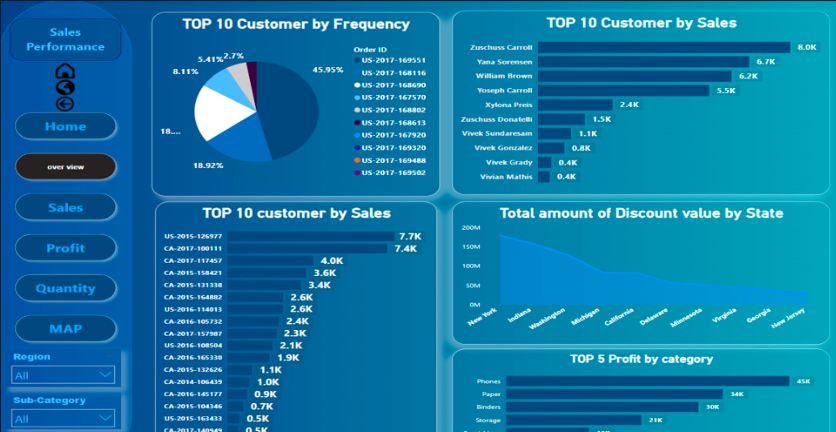 Sales
Performance
Home
over view
Sales
Profit
Quantity
MAP
Region
All
Sub-Category
All
TOP 10 Customer by Frequency
5.41%
2.7%
8.11%
45.95%
18....
18.92%
Order ID
US-2017-169551
US-2017-168116
US-2017-168690
US-2017-167570
US-2017-168802
US-2017-168613
US-2017-167920
US-2017-169320
US-2017-169488
US-2017-169502
TOP 10 Customer by Sales
Zuschuss Carroll 8.0K
Yana Sorensen 6.7K
William Brown 6.2K
Yoseph Carroll 5.5K
Xylona Preis 2.4K
Zuschuss Donatelli 1.5K
Vivek Sundaresam 1.1K
Vivek Gonzalez 0.8K
Vivek Grady 0.4K
Vivian Mathis 0.4K
TOP 10 customer by Sales
US-2015-126977 7.7K
CA-2017-100111 7.4K
CA-2017-117457 4.0K
CA-2015-158421 3.6K
CA-2015-131338 3.4K
CA-2015-164882 2.6K
US-2016-114013 2.6K
CA-2016-105732 2.4K
CA-2017-157987 2.3K
US-2016-108504 2.1K
CA-2016-165330 1.9K
CA-2015-132626 1.1K
CA-2014-106439 1.0K
CA-2016-145177 0.9K
CA-2015-104346 0.7K
US-2015-163433 0.5K
CA-2017-140949 0.5K
Total amount of Discount value by State
200M
150M
100M
50M
0M
New York
Indiana
Washington
Michigan
California
Delaware
Minnesota
Virginia
Georgia
New Jersey
TOP 5 Profit by category
Phones 45K
Paper 34K
Binders 30K
Storage 21K